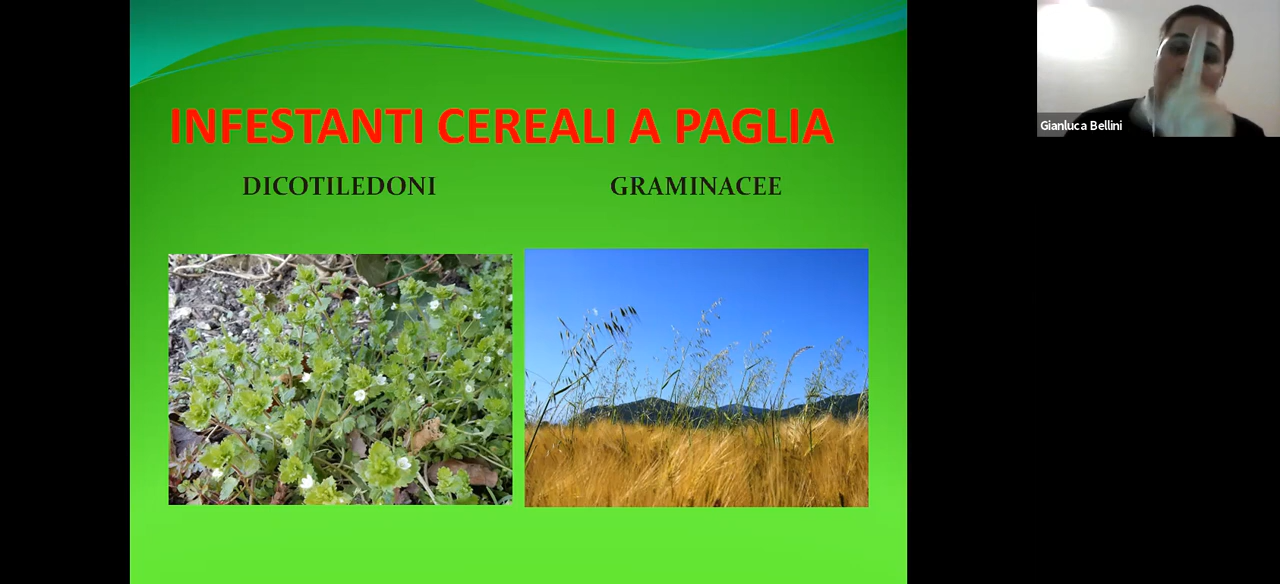 INFESTANTI CEREALI A PAGLIA
DICOTILEDONI
GRAMINACEE
Gianluca Bellini